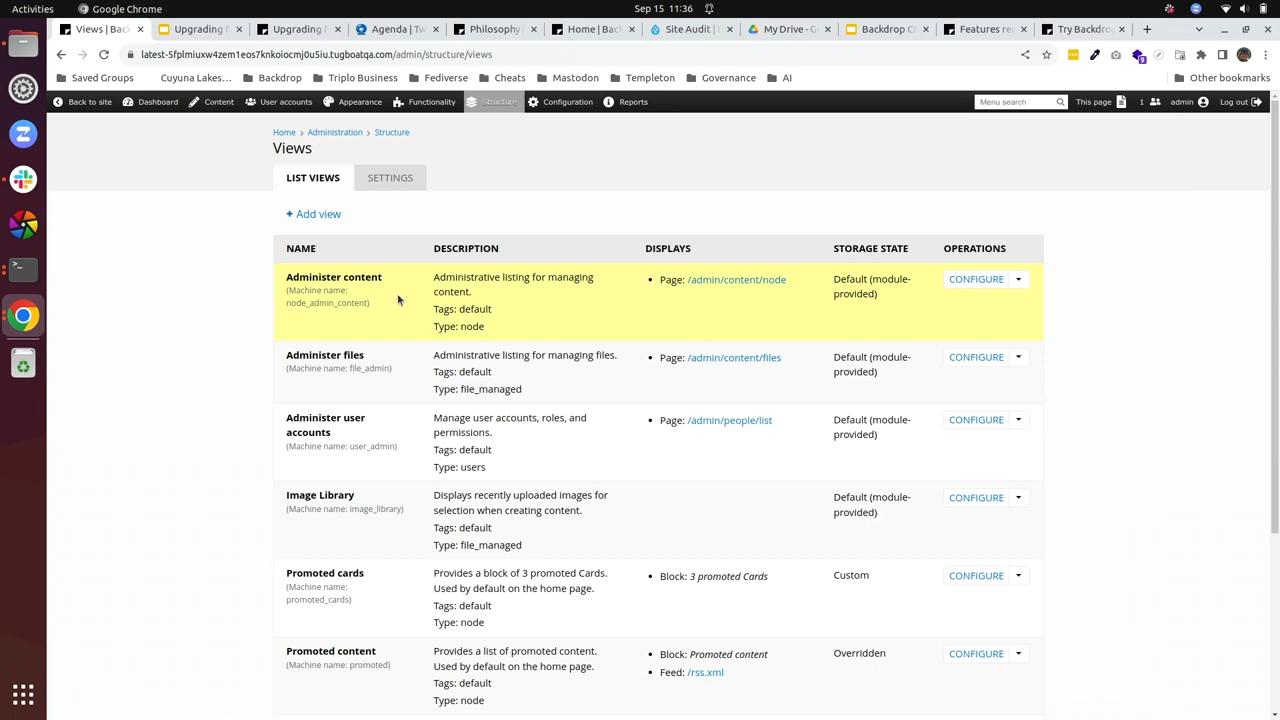 Activities
Google Chrome
Sep 15 11:36
Views | Back
Upgrading f
Upgrading f
Agenda | Tw
Philosophy |
Home | Back
Site Audit | T
My Drive - G
Backdrop Ch
Features rec
Try Backdrop
latest-5fplmiuxw4zem1eos7knkoiocmj0u5iu.tugboatqa.com/admin/structure/views
9
Saved Groups
Cuyuna Lakes…
Backdrop
Triplo Business
Fediverse
Cheats
Mastodon
Templeton
Governance
AI
Other bookmarks
Back to site
Dashboard
Content
User accounts
Appearance
Functionality
Structure
Configuration
Reports
Menu search
This page
1
admin
Log out
Home › Administration › Structure
Views
LIST VIEWS
SETTINGS
+ Add view
NAME DESCRIPTION DISPLAYS STORAGE STATE OPERATIONS
Administer content
(Machine name:
node_admin_content)
Administrative listing for managing
content.
Tags: default
Type: node
Page: /admin/content/node
Default (module-
provided)
CONFIGURE
Administer files
(Machine name: file_admin)
Administrative listing for managing files.
Tags: default
Type: file_managed
Page: /admin/content/files
Default (module-
provided)
CONFIGURE
Administer user
accounts
(Machine name: user_admin)
Manage user accounts, roles, and
permissions.
Tags: default
Type: users
Page: /admin/people/list
Default (module-
provided)
CONFIGURE
Image Library
(Machine name: image_library)
Displays recently uploaded images for
selection when creating content.
Tags: default
Type: file_managed
Default (module-
provided)
CONFIGURE
Promoted cards
(Machine name:
promoted_cards)
Provides a block of 3 promoted Cards.
Used by default on the home page.
Tags: default
Type: node
Block: 3 promoted Cards
Custom
CONFIGURE
Promoted content
(Machine name: promoted)
Provides a list of promoted content.
Used by default on the home page.
Tags: default
Type: node
Block: Promoted content
Feed: /rss.xml
Overridden
CONFIGURE